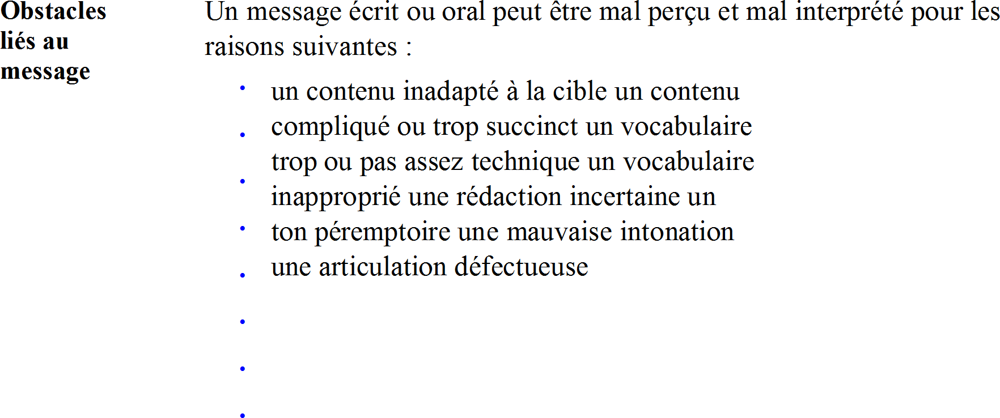 Obstacles
liés au
message
Un message écrit ou oral peut être mal perçu et mal interprété pour les
raisons suivantes :
• un contenu inadapté à la cible un contenu
• compliqué ou trop succinct un vocabulaire
trop ou pas assez technique un vocabulaire
• inapproprié une rédaction incertaine un
• ton péremptoire une mauvaise intonation
• une articulation défectueuse
•
•
•